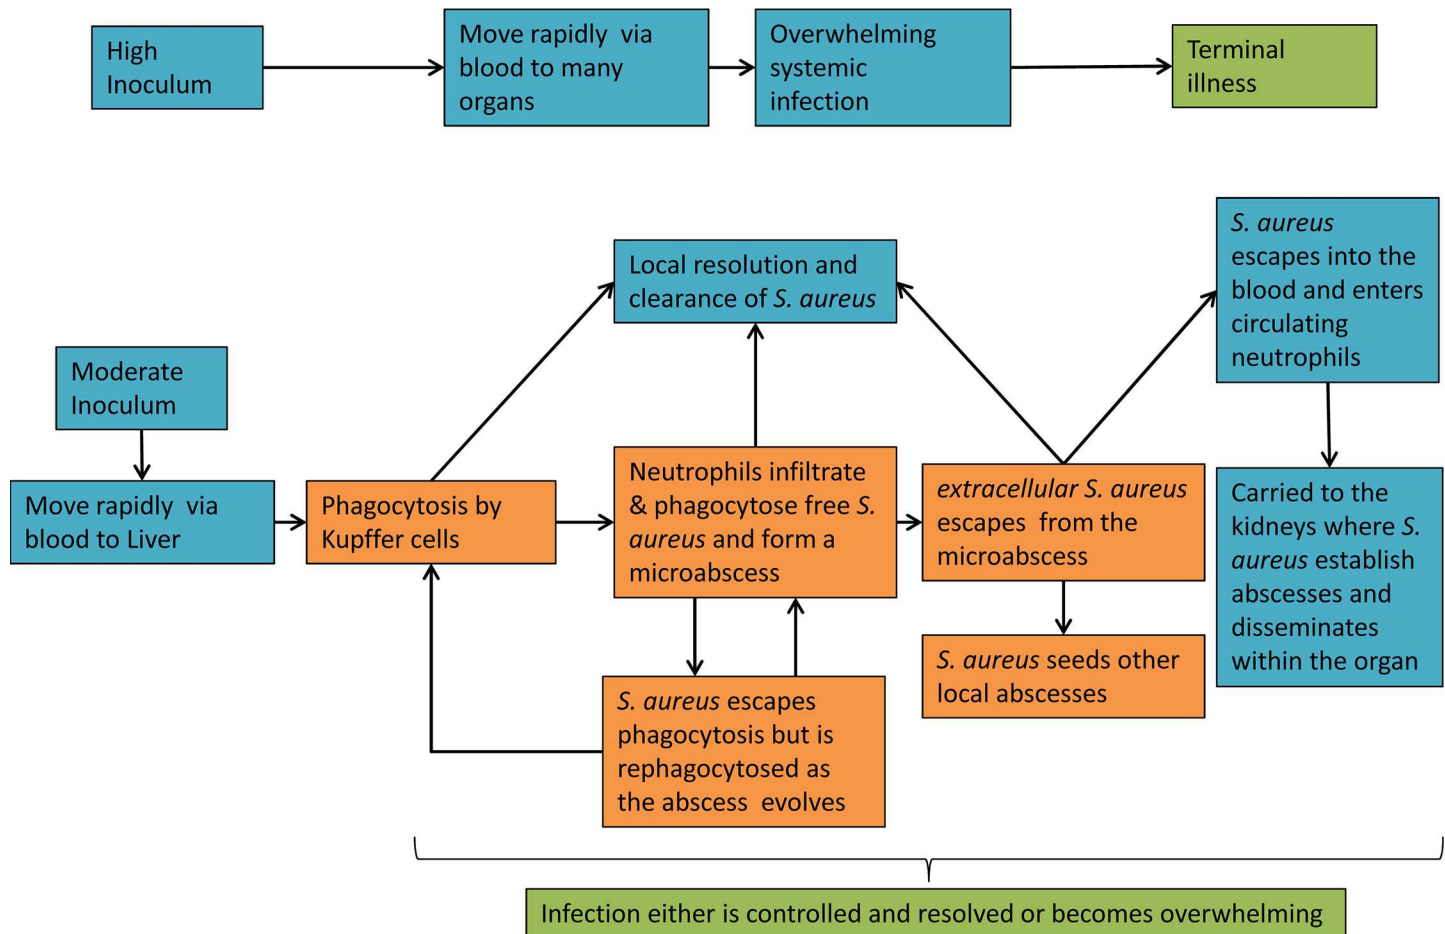 High
Inoculum
Move rapidly via
blood to many
organs
Overwhelming
systemic
infection
Terminal
illness
Local resolution and
clearance of S. aureus
S. aureus
escapes into the
blood and enters
circulating
neutrophils
Moderate
Inoculum
Move rapidly via
blood to Liver
Phagocytosis by
Kupffer cells
Neutrophils infiltrate
& phagocytose free S.
aureus and form a
microabscess
extracellular S. aureus
escapes from the
microabscess
Carried to the
kidneys where S.
aureus establish
abscesses and
disseminates
within the organ
S. aureus seeds other
local abscesses
S. aureus escapes
phagocytosis but is
rephagocytosed as
the abscess evolves
Infection either is controlled and resolved or becomes overwhelming